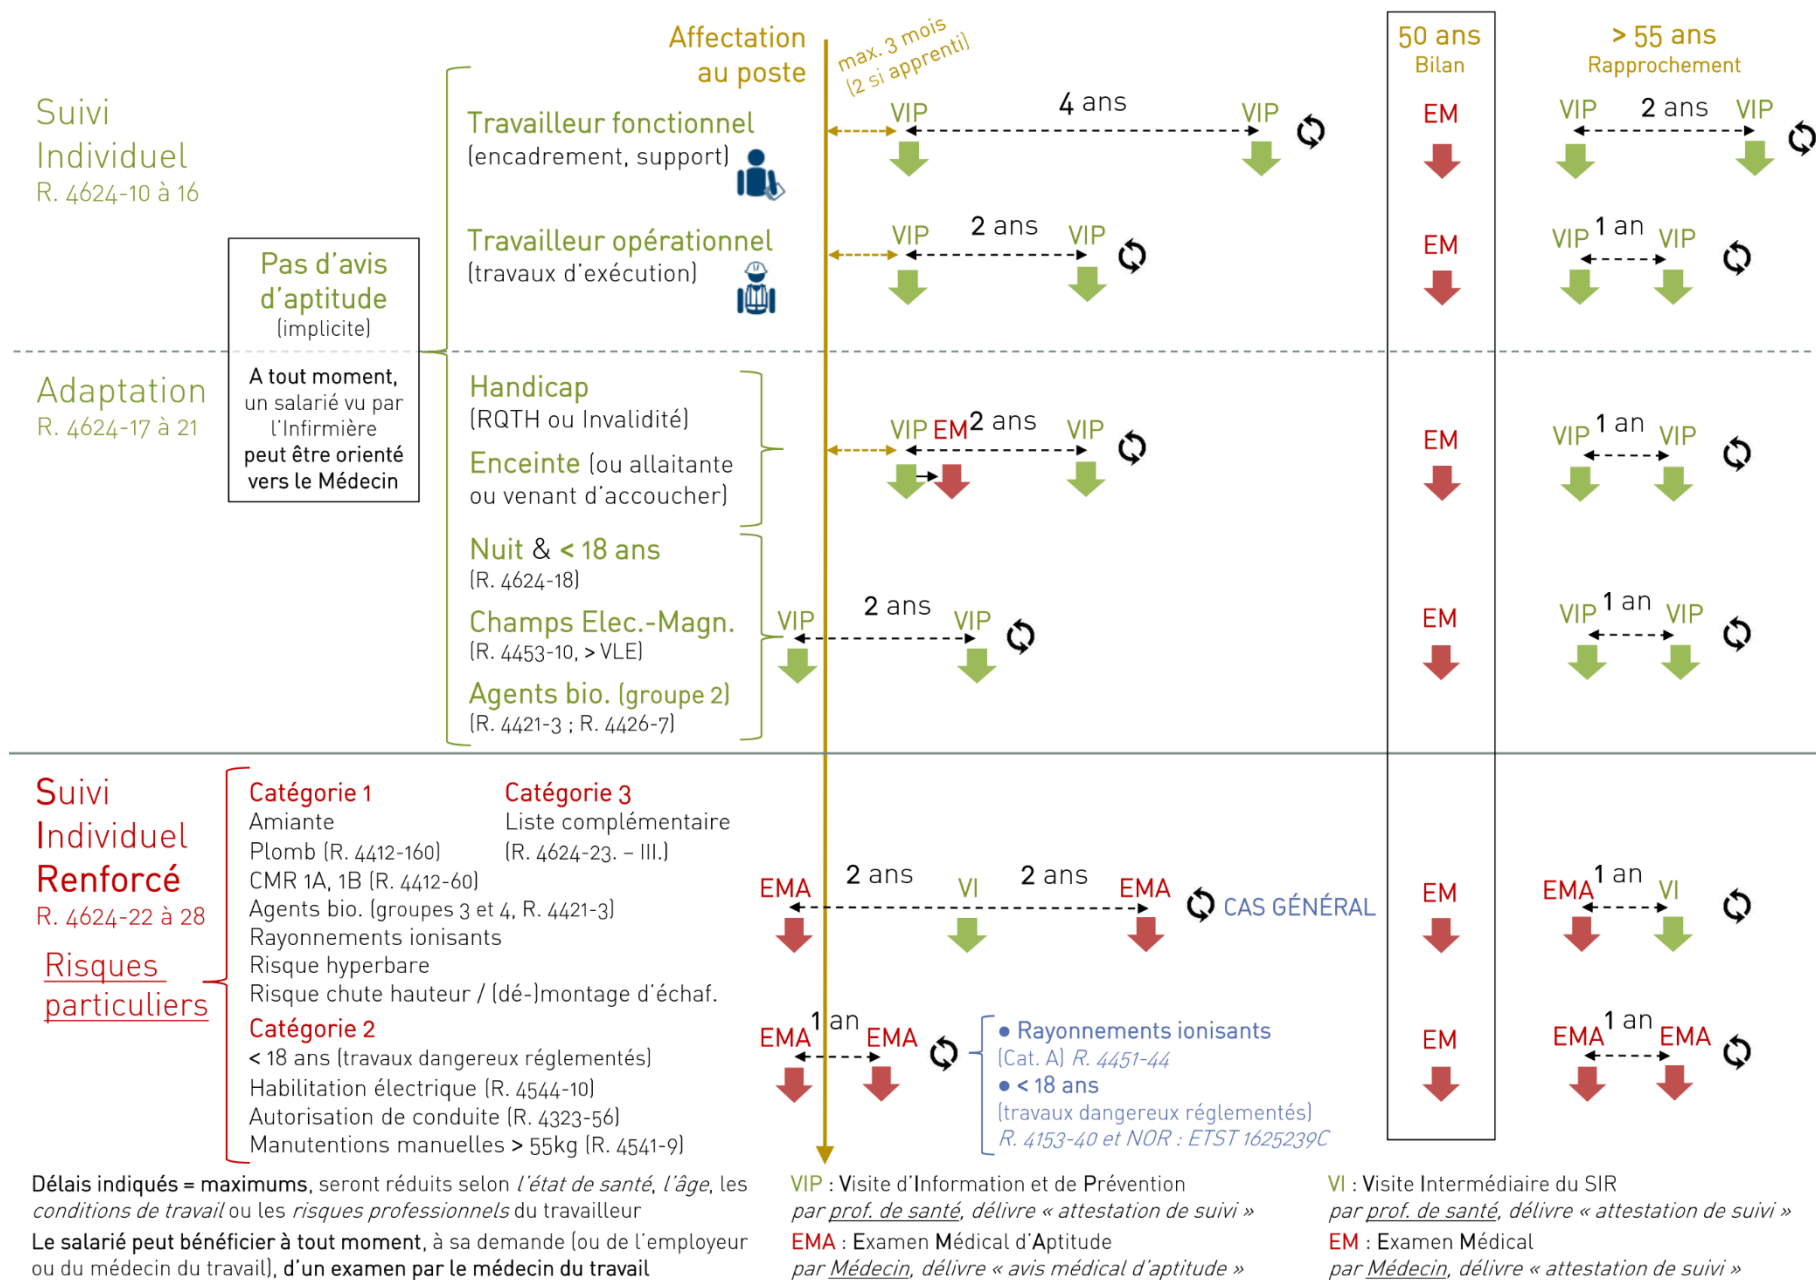 Affectation
au poste
max. 3 mois
(2 si apprenti)
50 ans
Bilan
> 55 ans
Rapprochement
Suivi
Individuel
R. 4624-10 à 16
Travailleur fonctionnel
(encadrement, support)
VIP
4 ans
VIP
EM
VIP
2 ans
VIP
Travailleur opérationnel
(travaux d'exécution)
VIP
2 ans
VIP
EM
VIP
1 an
VIP
Pas d'avis
d'aptitude
(implicite)
A tout moment,
un salarié vu par
l'Infirmière
peut être orienté
vers le Médecin
Adaptation
R. 4624-17 à 21
Handicap
(RQTH ou Invalidité)
Enceinte (ou allaitante
ou venant d'accoucher)
VIP
EM
2 ans
VIP
EM
VIP
1 an
VIP
Nuit & < 18 ans
(R. 4624-18)
Champs Elec.-Magn.
(R. 4453-10, > VLE)
Agents bio. (groupe 2)
(R. 4421-3 ; R. 4426-7)
VIP
2 ans
VIP
EM
VIP
1 an
VIP
Suivi
Individuel
Renforcé
R. 4624-22 à 28
Risques
particuliers
Catégorie 1
Amiante
Plomb (R. 4412-160)
CMR 1A, 1B (R. 4412-60)
Agents bio. (groupes 3 et 4, R. 4421-3)
Rayonnements ionisants
Risque hyperbare
Risque chute hauteur / (dé-)montage d'échaf.
Catégorie 2
< 18 ans (travaux dangereux réglementés)
Habilitation électrique (R. 4544-10)
Autorisation de conduite (R. 4323-56)
Manutentions manuelles > 55kg (R. 4541-9)
Catégorie 3
Liste complémentaire
(R. 4624-23. – III.)
EMA
2 ans
VI
2 ans
EMA
CAS GÉNÉRAL
EM
EMA
1 an
VI
EMA
1 an
EMA
● Rayonnements ionisants
(Cat. A) R. 4451-44
● < 18 ans
(travaux dangereux réglementés)
R. 4153-40 et NOR : ETST 1625239C
EM
EMA
1 an
EMA
Délais indiqués = maximums, seront réduits selon l'état de santé, l'âge, les
conditions de travail ou les risques professionnels du travailleur
Le salarié peut bénéficier à tout moment, à sa demande (ou de l'employeur
ou du médecin du travail), d'un examen par le médecin du travail
VIP : Visite d'Information et de Prévention
par prof. de santé, délivre « attestation de suivi »
EMA : Examen Médical d'Aptitude
par Médecin, délivre « avis médical d'aptitude »
VI : Visite Intermédiaire du SIR
par prof. de santé, délivre « attestation de suivi »
EM : Examen Médical
par Médecin, délivre « attestation de suivi »